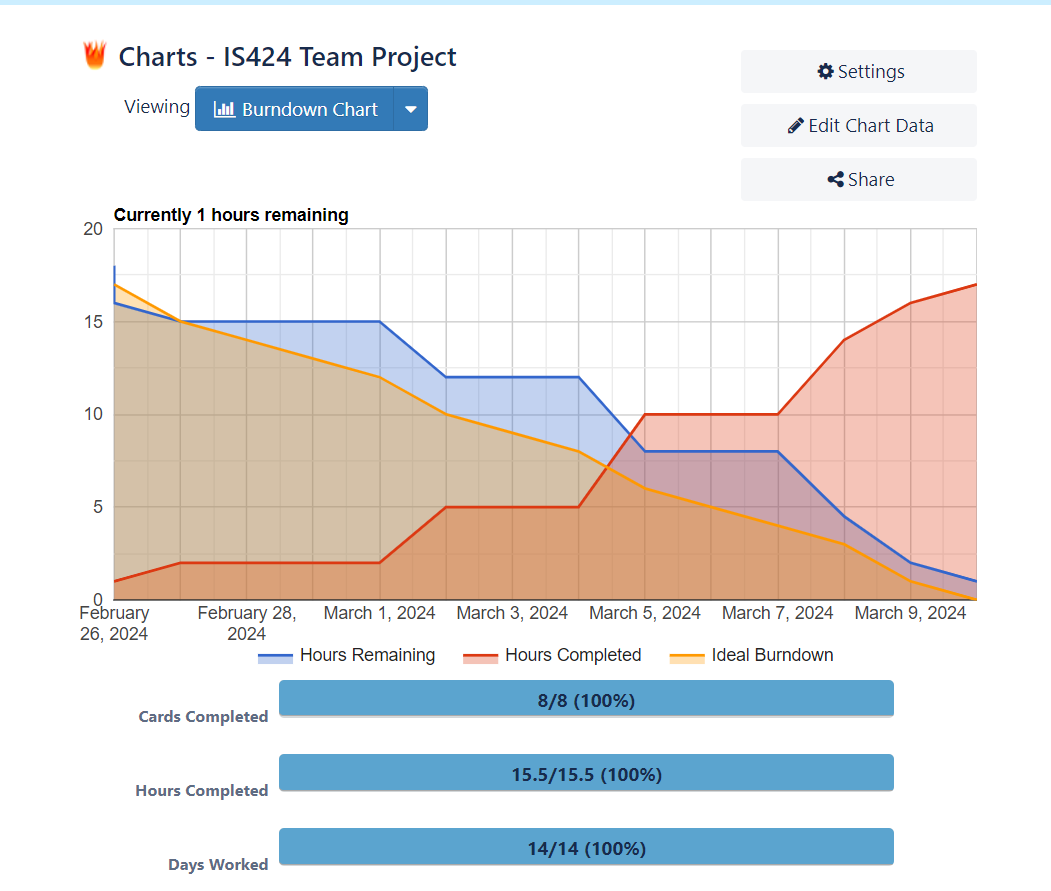 Charts - IS424 Team Project
Viewing
Burndown Chart
Settings
Edit Chart Data
Share
Currently 1 hours remaining
20
15
10
5
0
February
26, 2024
February 28,
2024
March 1, 2024
March 3, 2024
March 5, 2024
March 7, 2024
March 9, 2024
Hours Remaining
Hours Completed
Ideal Burndown
Cards Completed
8/8 (100%)
Hours Completed
15.5/15.5 (100%)
Days Worked
14/14 (100%)